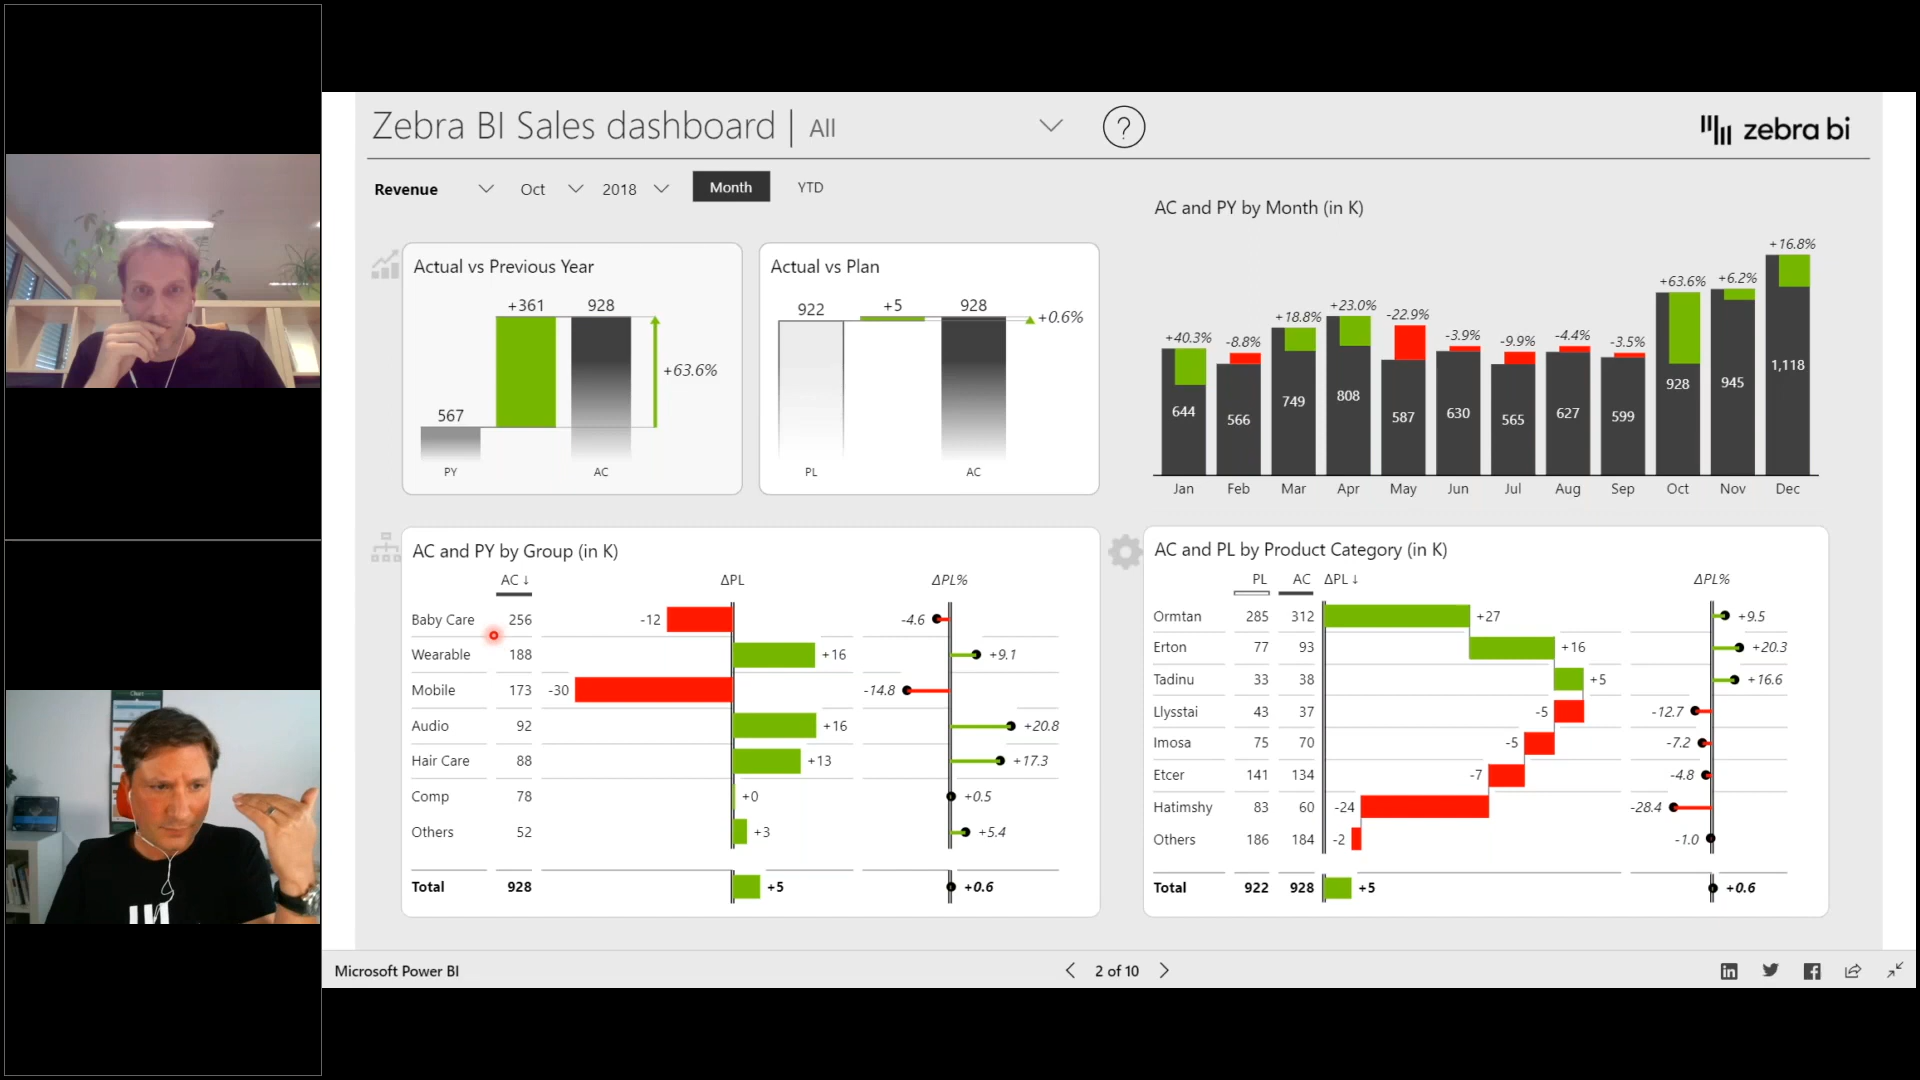 Zebra BI Sales dashboard | All
?
zebra bi
Revenue Oct 2018 Month YTD
AC and PY by Month (in K)
+40.3% -8.8% +18.8% +23.0% -22.9% -3.9% -9.9% -4.4% -3.5% +63.6% +6.2% +16.8%
644 566 749 808 587 630 565 627 599 928 945 1,118
Jan Feb Mar Apr May Jun Jul Aug Sep Oct Nov Dec
Actual vs Previous Year
+361 928
+63.6%
567
PY AC
Actual vs Plan
922 +5 928
+0.6%
PL AC
AC and PY by Group (in K)
AC ↓ ΔPL ΔPL%
Baby Care 256 -12 -4.6
Wearable 188 +16 +9.1
Mobile 173 -30 -14.8
Audio 92 +16 +20.8
Hair Care 88 +13 +17.3
Comp 78 +0 +0.5
Others 52 +3 +5.4
Total 928 +5 +0.6
AC and PL by Product Category (in K)
PL AC ΔPL ↓ ΔPL%
Ormtan 285 312 +27 +9.5
Erton 77 93 +16 +20.3
Tadinu 33 38 +5 +16.6
Llysstai 43 37 -5 -12.7
Imosa 75 70 -5 -7.2
Etcer 141 134 -7 -4.8
Hatimshy 83 60 -24 -28.4
Others 186 184 -2 -1.0
Total 922 928 +5 +0.6
Microsoft Power BI
2 of 10